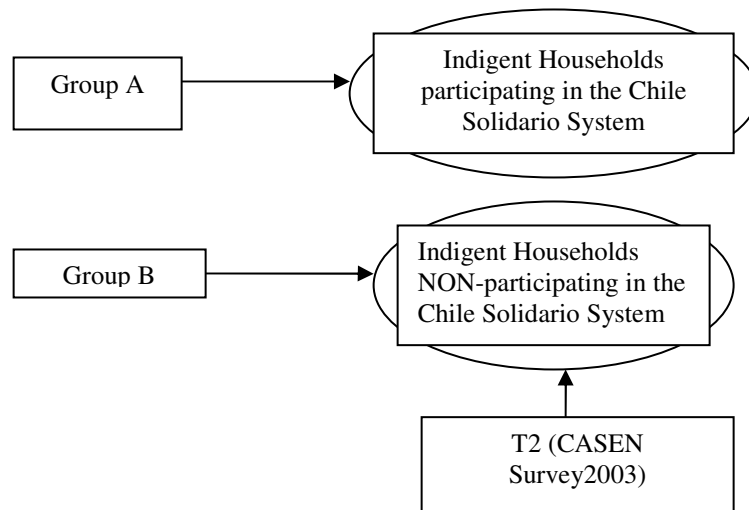 Group A
Indigent Households
participating in the Chile
Solidario System
Group B
Indigent Households
NON-participating in the
Chile Solidario System
T2 (CASEN
Survey2003)